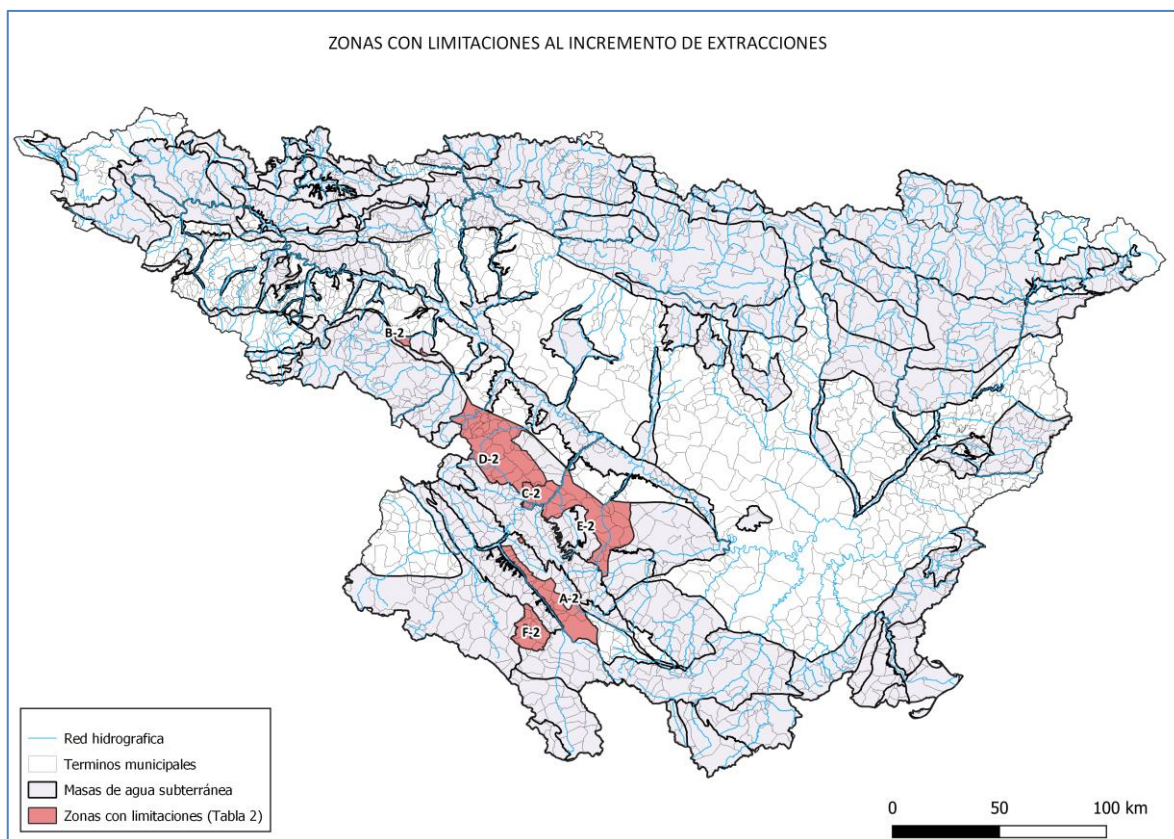 ZONAS CON LIMITACIONES AL INCREMENTO DE EXTRACCIONES
B-2
D-2
C-2
E-2
A-2
F-2
Red hidrografica
Terminos municipales
Masas de agua subterránea
Zonas con limitaciones (Tabla 2)
0 50 100 km